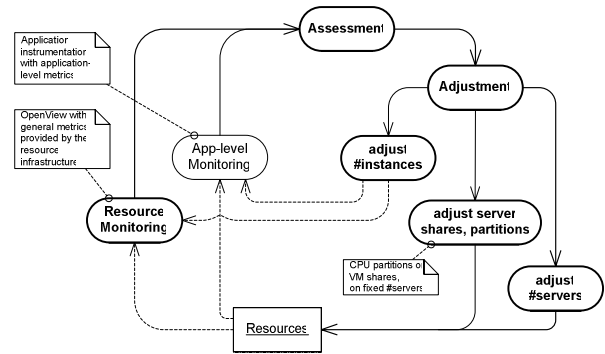 Assessment
Application
instrumentation
with application-
level metrics
Adjustment
OpenView with
general metrics
provided by the
resource
infrastructure
App-level
Monitoring
adjust
#instances
Resource
Monitoring
adjust server
shares, partitions
CPU partitions or
VM shares,
on fixed #servers
adjust
#servers
Resources